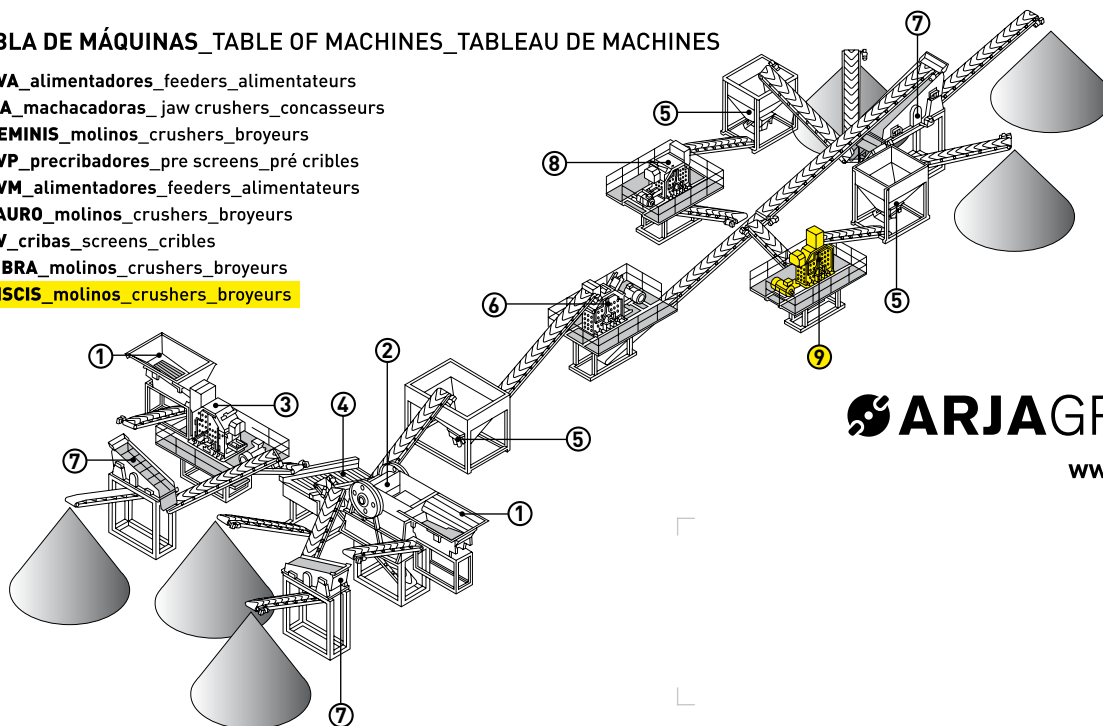 BLA DE MÁQUINAS_TABLE OF MACHINES_TABLEAU DE MACHINES
VA_alimentadores_feeders_alimentateurs
A_machacadoras_ jaw crushers_concasseurs
EMINIS_molinos_crushers_broyeurs
VP_precribadores_pre screens_pré cribles
VM_alimentadores_feeders_alimentateurs
AURO_molinos_crushers_broyeurs
V_cribas_screens_cribles
BRA_molinos_crushers_broyeurs
ISCIS_molinos_crushers_broyeurs
7
5
8
5
6
9
1
2
3
4
5
7
1
7
ARJAGR
ww